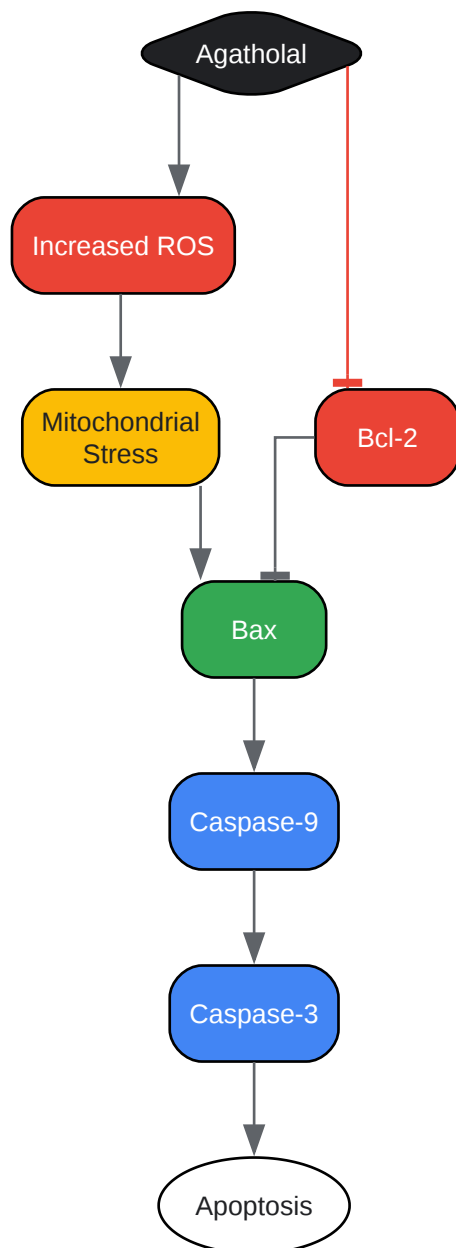 Agatholal
Increased ROS
Mitochondrial
Stress
Bcl-2
Bax
Caspase-9
Caspase-3
Apoptosis